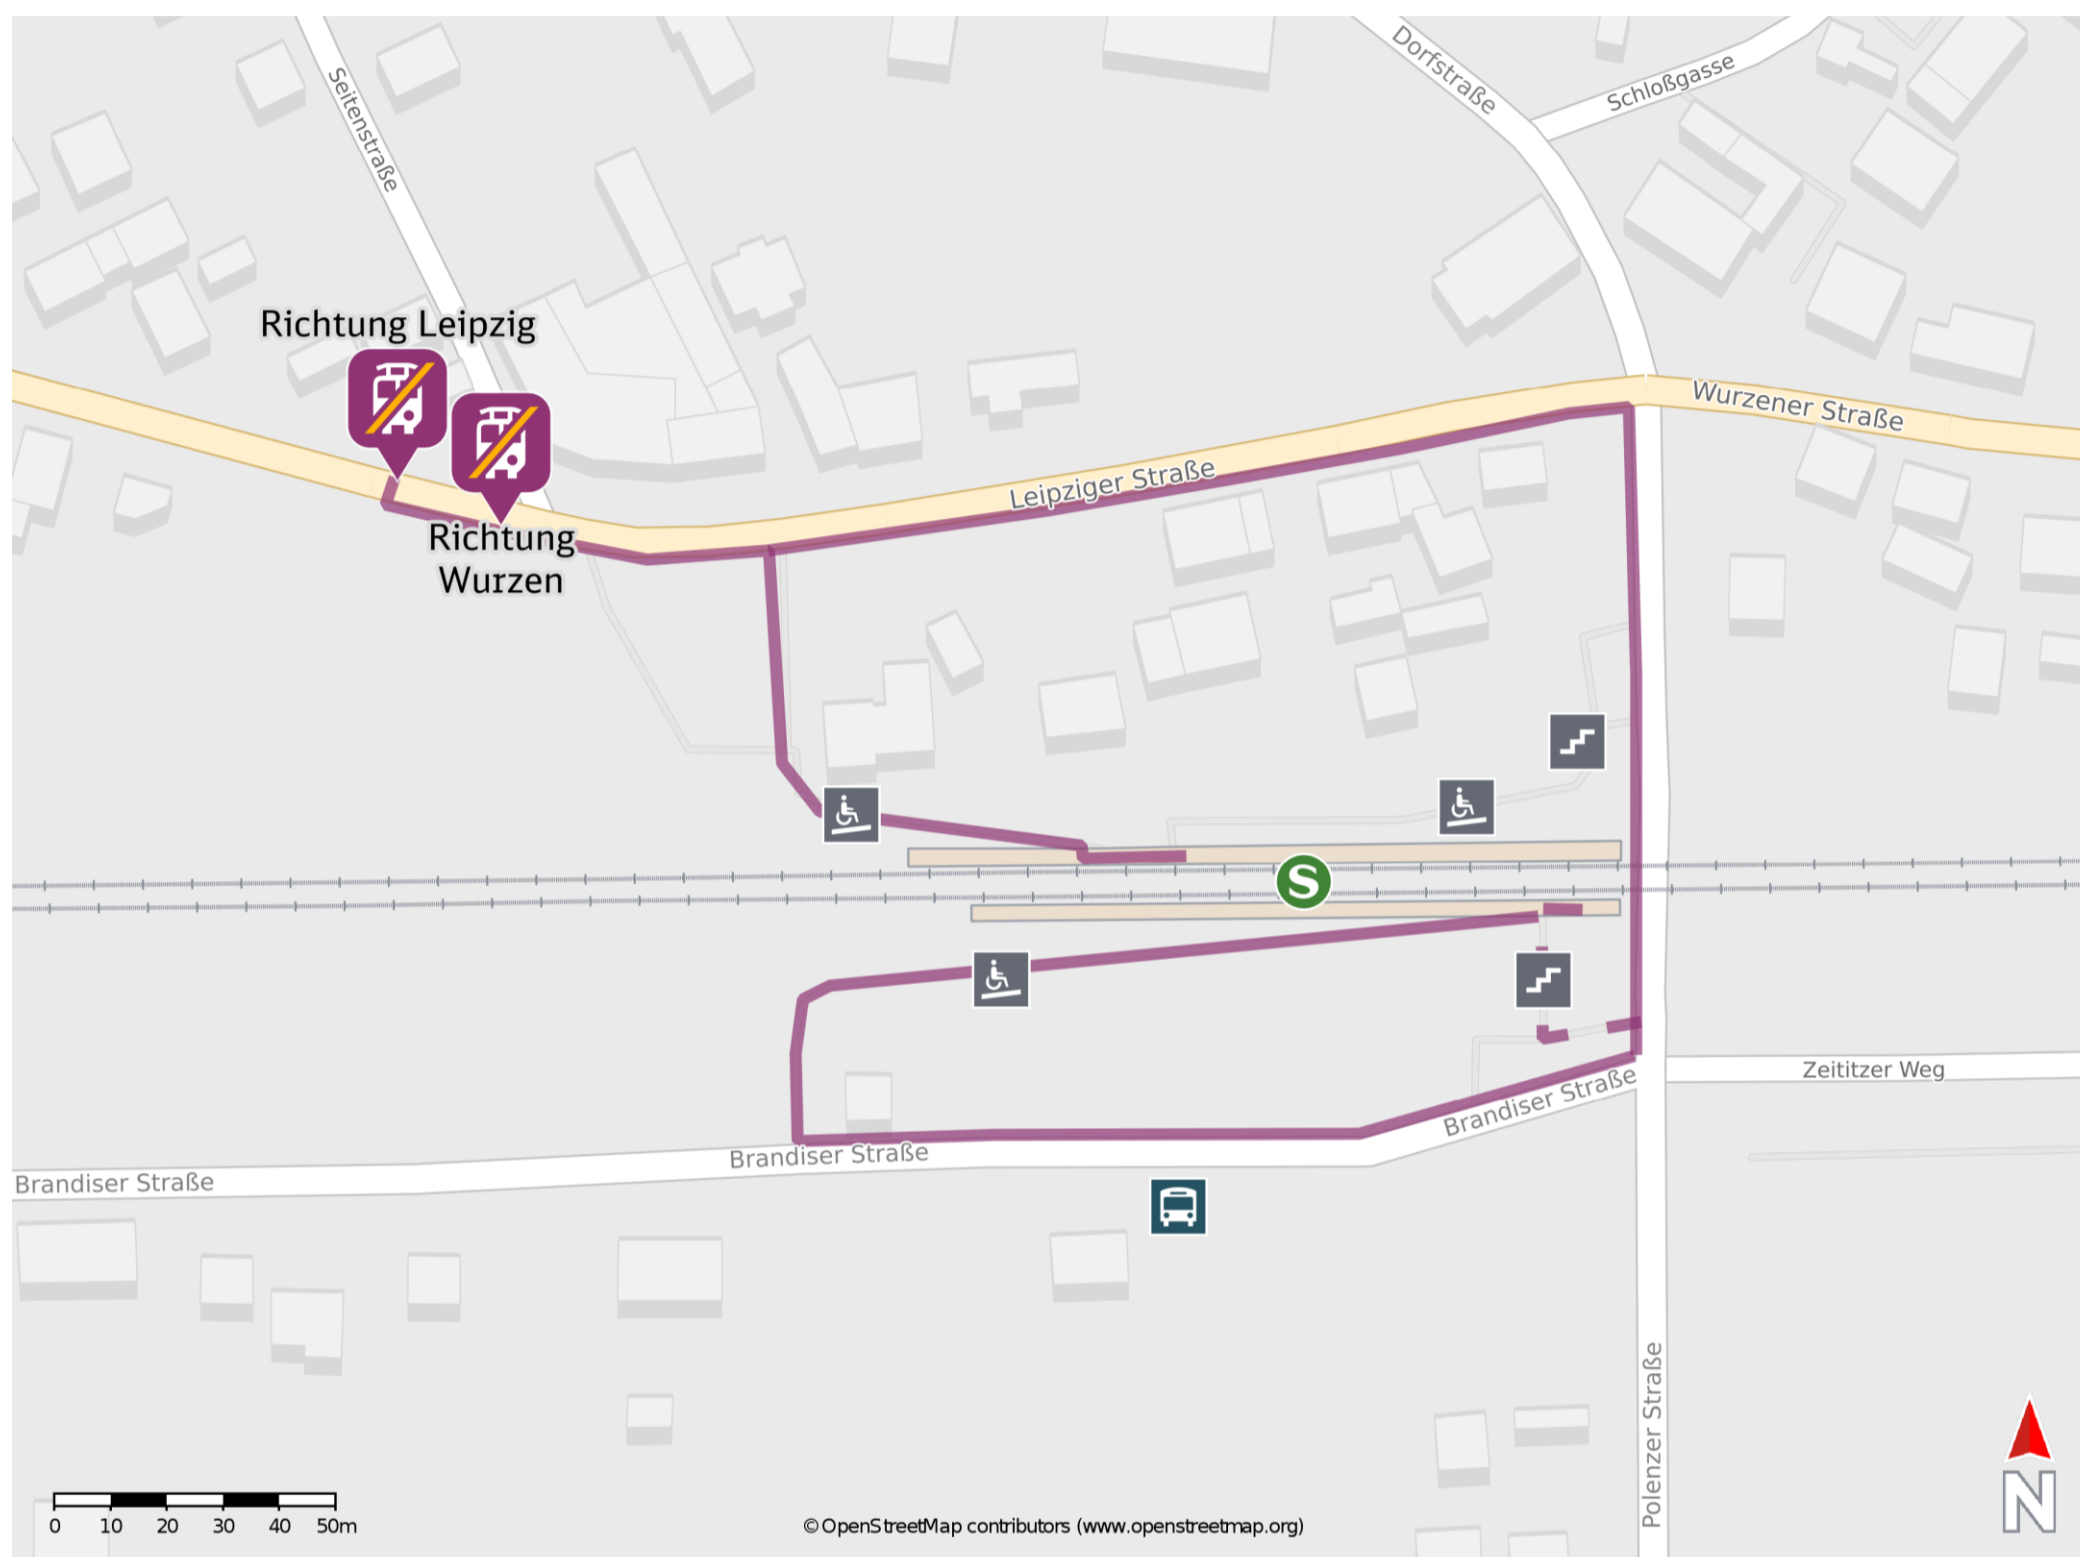 Dorfstraße
Schloßgasse
Seitenstraße
Richtung Leipzig
Wurzener Straße
Leipziger Straße
Richtung
Wurzen
S
Zeititzer Weg
Brandiser Straße
Brandiser Straße
Brandiser Straße
Polenzer Straße
N
0 10 20 30 40 50m
© OpenStreetMap contributors (www.openstreetmap.org)